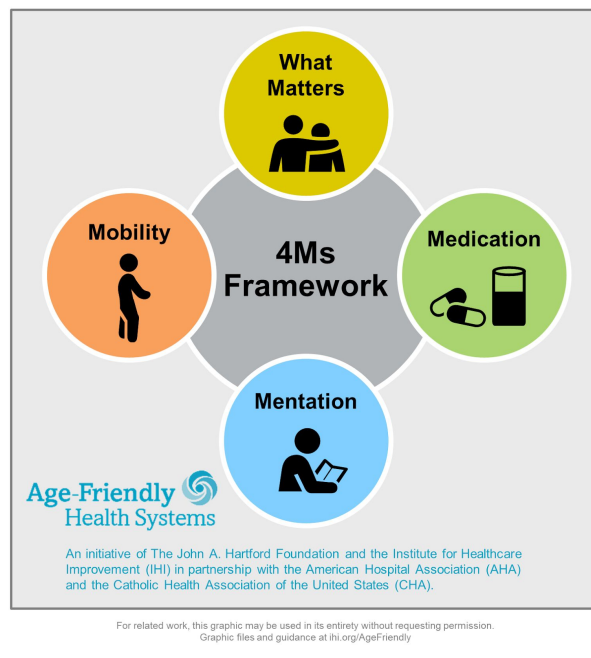 What
Matters
Mobility
4Ms
Framework
Medication
Mentation
Age-Friendly
Health Systems
An initiative of The John A. Hartford Foundation and the Institute for Healthcare
Improvement (IHI) in partnership with the American Hospital Association (AHA)
and the Catholic Health Association of the United States (CHA).
For related work, this graphic may be used in its entirety without requesting permission.
Graphic files and guidance at ihi.org/AgeFriendly